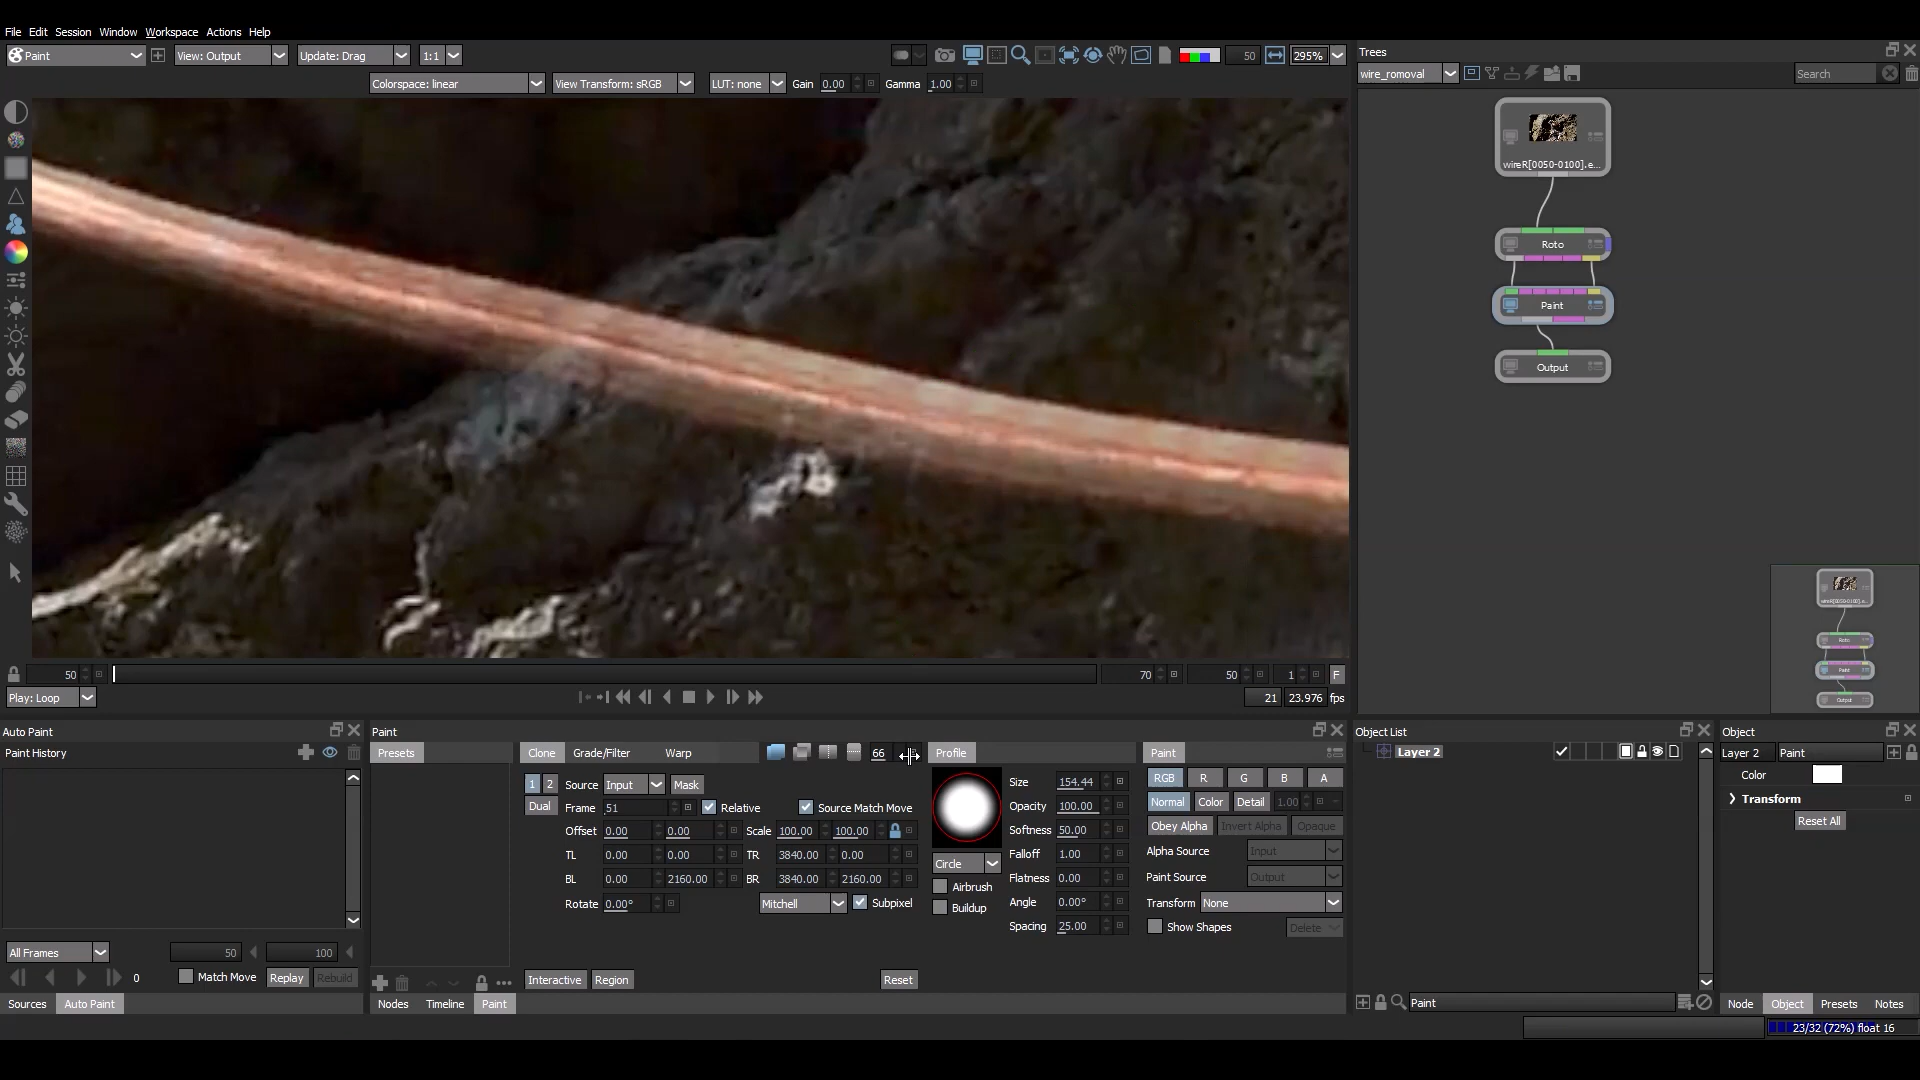 File Edit Session Window Workspace Actions Help
Paint View: Output Update: Drag 1:1 50 295%
Colorspace: linear View Transform: sRGB LUT: none Gain 0.00 Gamma 1.00
Trees
wire_romoval Search
wireR[0050-0100].e...
Roto
Paint
Output
Roto
Paint
Output
50 70 50 1 F
Play: Loop 21 23.976 fps
Auto Paint
Paint History
All Frames 50 100
0 Match Move Replay Rebuild
Sources Auto Paint
Paint
Presets Clone Grade/Filter Warp 66 Profile Paint
1 2 Source Input Mask
Dual Frame 51 Relative Source Match Move
Offset 0.00 0.00 Scale 100.00 100.00
TL 0.00 0.00 TR 3840.00 0.00
BL 0.00 2160.00 BR 3840.00 2160.00
Rotate 0.00° Mitchell Subpixel
Interactive Region Reset
Circle
Airbrush
Buildup
Size 154.44
Opacity 100.00
Softness 50.00
Falloff 1.00
Flatness 0.00
Angle 0.00°
Spacing 25.00
RGB R G B A
Normal Color Detail 1.00
Obey Alpha Invert Alpha Opaque
Alpha Source Input
Paint Source Output
Transform None
Show Shapes Delete
Nodes Timeline Paint
Object List
Layer 2
Paint
Object
Layer 2 Paint
Color
Transform
Reset All
Node Object Presets Notes
23/32 (72%) float 16